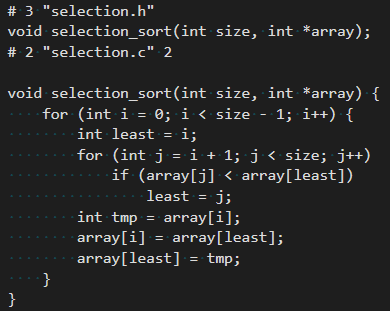 # 3 "selection.h"
void selection_sort(int size, int *array);
# 2 "selection.c" 2

void selection_sort(int size, int *array) {
    for (int i = 0; i < size - 1; i++) {
        int least = i;
        for (int j = i + 1; j < size; j++)
            if (array[j] < array[least])
                least = j;
        int tmp = array[i];
        array[i] = array[least];
        array[least] = tmp;
    }
}